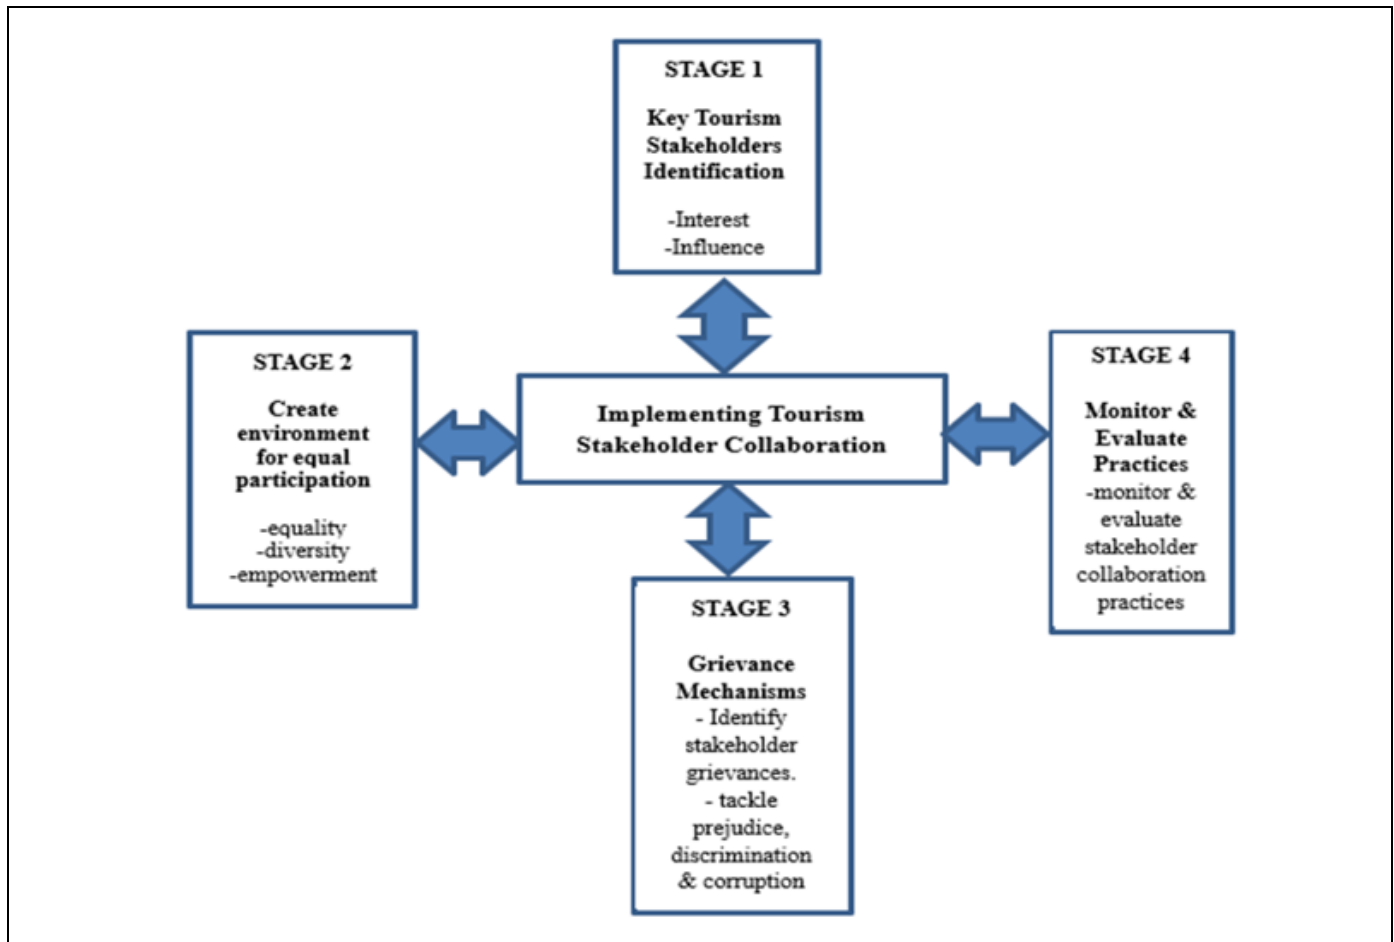 STAGE 1
Key Tourism
Stakeholders
Identification
-Interest
-Influence
STAGE 2
Create
environment
for equal
participation
-equality
-diversity
-empowerment
Implementing Tourism
Stakeholder Collaboration
STAGE 4
Monitor &
Evaluate
Practices
-monitor &
evaluate
stakeholder
collaboration
practices
STAGE 3
Grievance
Mechanisms
- Identify
stakeholder
grievances.
- tackle
prejudice,
discrimination
& corruption